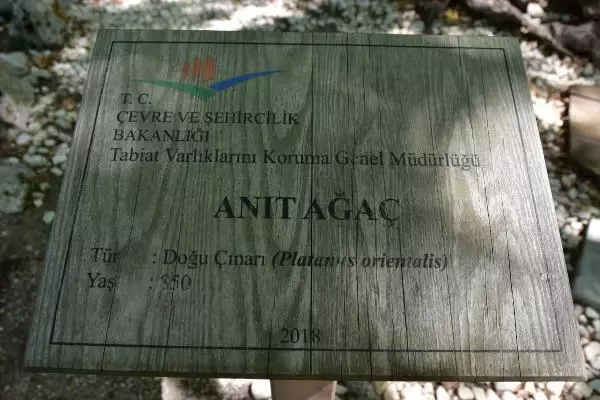 T. C.
ÇEVRE VE ŞEHİRCİLİK
BAKANLIĞI
Tabiat Varlıklarını Koruma Genel Müdürlüğü
ANIT AĞAÇ
Tür : Doğu Çınarı (Platanus orientalis)
Yaş :
2018